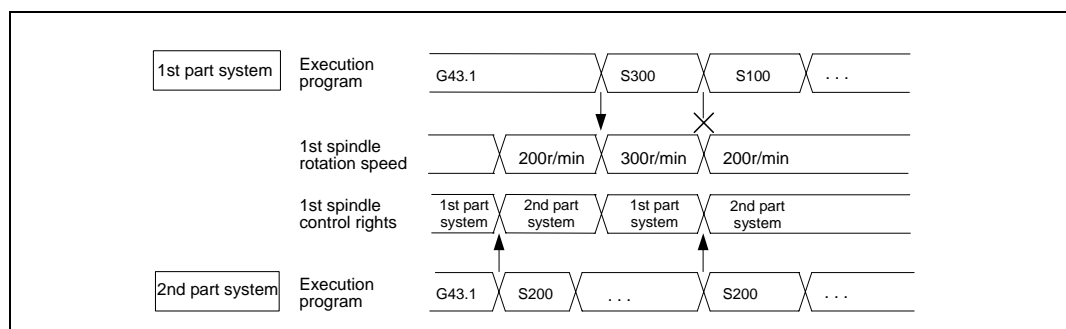 1st part system
Execution
program
G43.1
S300
S100
. . .
1st spindle
rotation speed
200r/min
300r/min
200r/min
1st spindle
control rights
1st part
system
2nd part
system
1st part
system
2nd part
system
2nd part system
Execution
program
G43.1
S200
. . .
S200
. . .